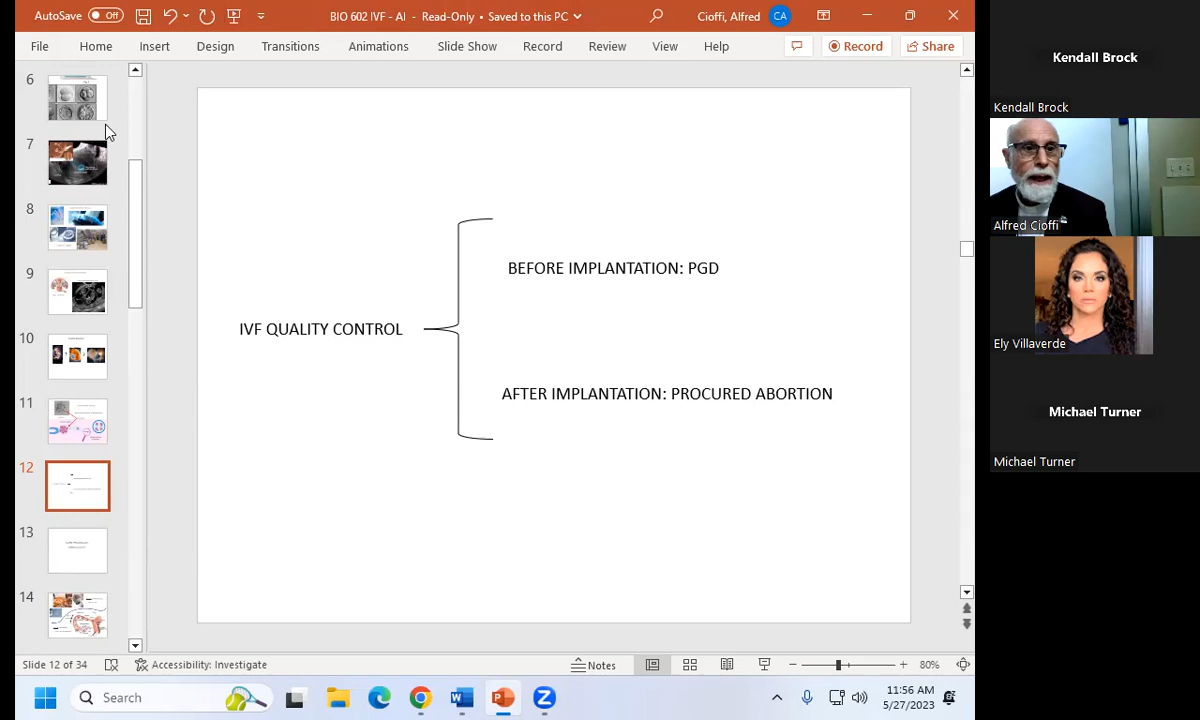 AutoSave Off
BIO 602 IVF - AI - Read-Only • Saved to this PC
Cioffi, Alfred CA
File Home Insert Design Transitions Animations Slide Show Record Review View Help Record Share
6
7
8
9
10
11
12
13
14
BEFORE IMPLANTATION: PGD
IVF QUALITY CONTROL
AFTER IMPLANTATION: PROCURED ABORTION
Slide 12 of 34 Accessibility: Investigate Notes 80%
Search
11:56 AM
5/27/2023
Kendall Brock
Kendall Brock
Alfred Cioffi
Ely Villaverde
Michael Turner
Michael Turner